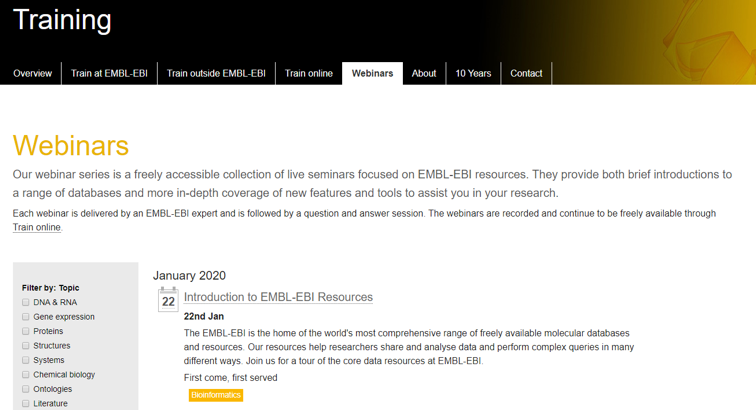 Training
Overview
Train at EMBL-EBI
Train outside EMBL-EBI
Train online
Webinars
About
10 Years
Contact
Webinars
Our webinar series is a freely accessible collection of live seminars focused on EMBL-EBI resources. They provide both brief introductions to
a range of databases and more in-depth coverage of new features and tools to assist you in your research.
Each webinar is delivered by an EMBL-EBI expert and is followed by a question and answer session. The webinars are recorded and continue to be freely available through
Train online.
Filter by: Topic
DNA & RNA
Gene expression
Proteins
Structures
Systems
Chemical biology
Ontologies
Literature
January 2020
22
Introduction to EMBL-EBI Resources
22nd Jan
The EMBL-EBI is the home of the world's most comprehensive range of freely available molecular databases
and resources. Our resources help researchers share and analyse data and perform complex queries in many
different ways. Join us for a tour of the core data resources at EMBL-EBI.
First come, first served
Bioinformatics